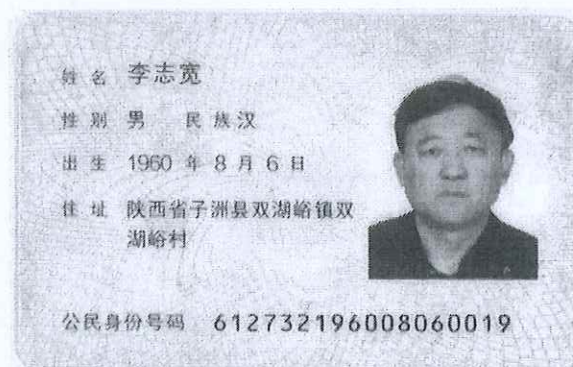 姓名 李志宽
性别 男 民族汉
出生 1960 年 8 月 6 日
住址 陕西省子洲县双湖峪镇双
湖峪村
公民身份号码 612732196008060019